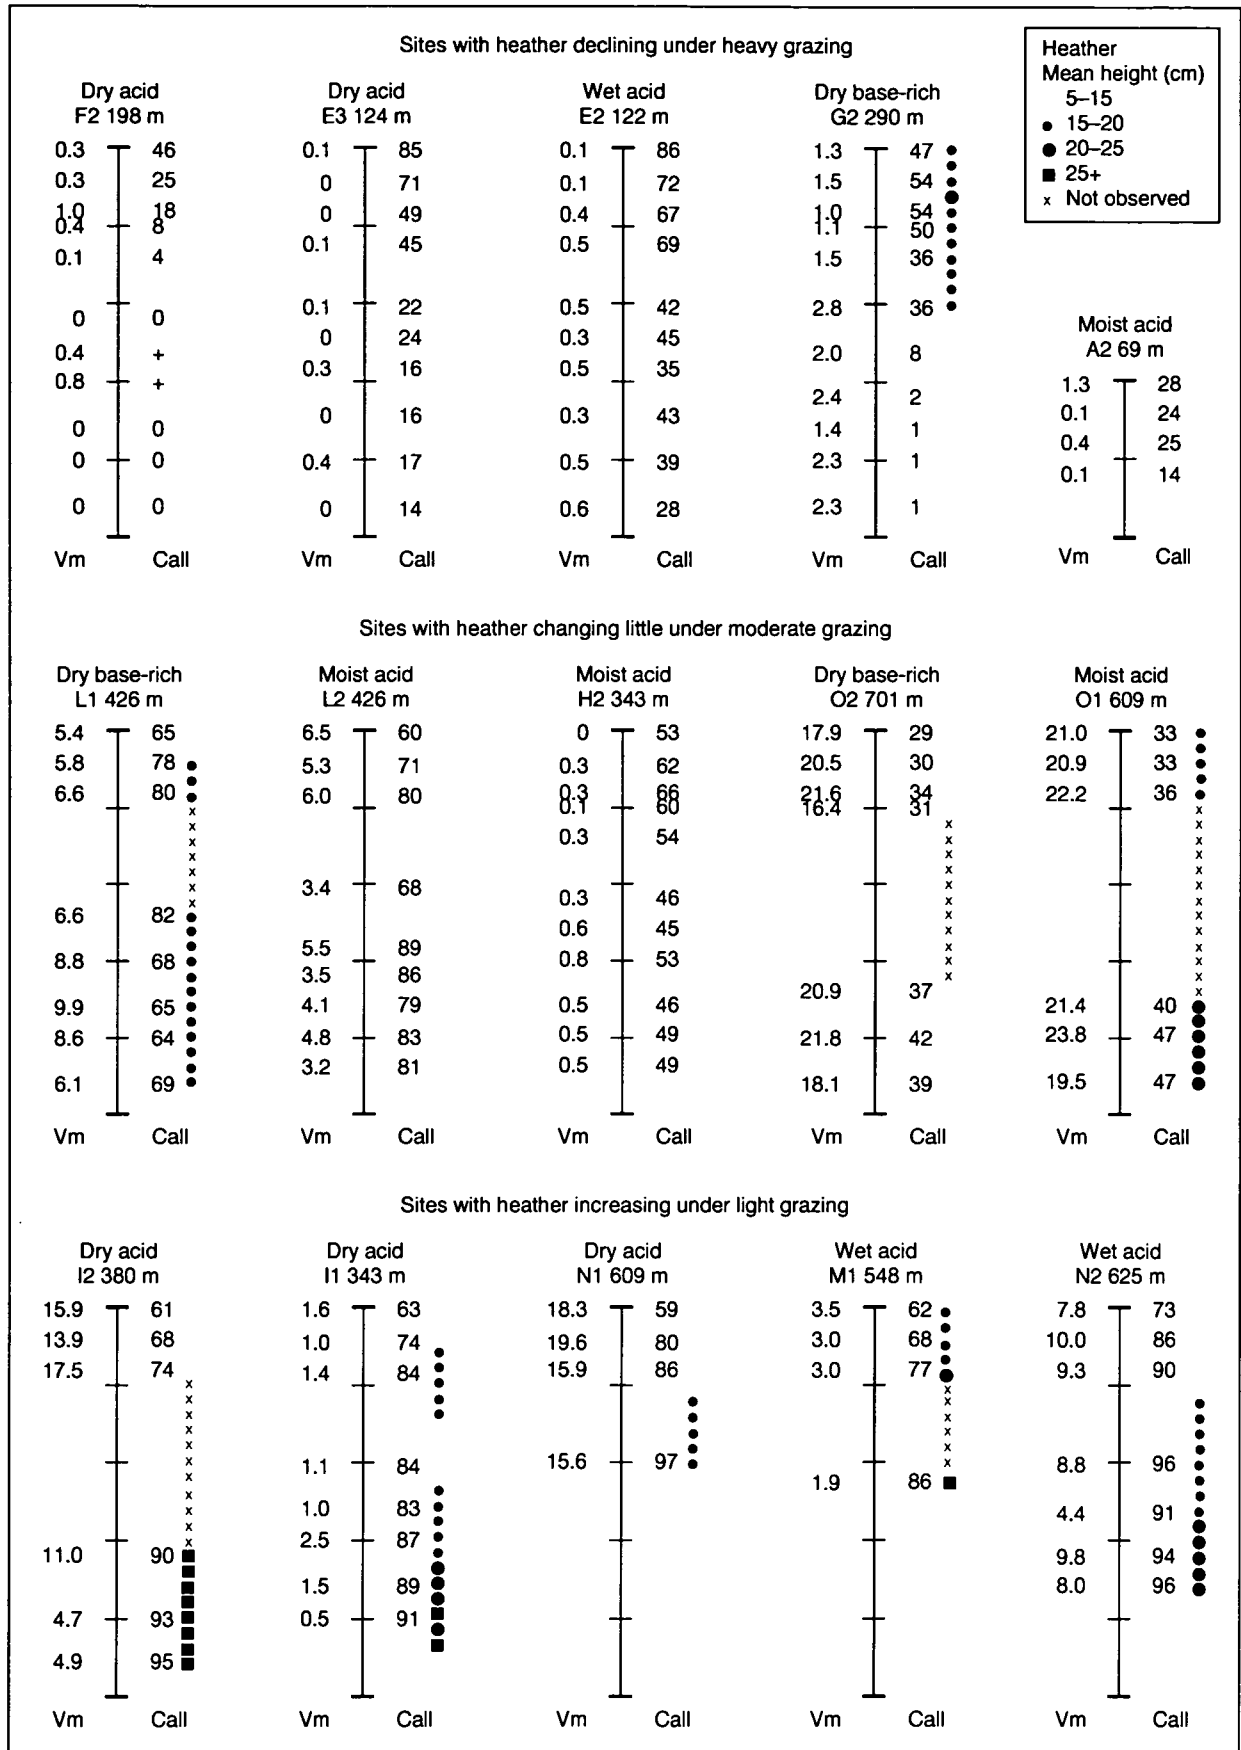 Sites with heather declining under heavy grazing
Heather
Mean height (cm)
5–15
● 15–20
● 20–25
■ 25+
x Not observed
Dry acid
F2 198 m
0.3 46
0.3 25
1.0 18
0.4 8
0.1 4
0 0
0.4 +
0.8 +
0 0
0 0
0 0
Vm Call
Dry acid
E3 124 m
0.1 85
0 71
0 49
0.1 45
0.1 22
0 24
0.3 16
0 16
0.4 17
0 14
Vm Call
Wet acid
E2 122 m
0.1 86
0.1 72
0.4 67
0.5 69
0.5 42
0.3 45
0.5 35
0.3 43
0.5 39
0.6 28
Vm Call
Dry base-rich
G2 290 m
1.3 47
1.5 54
1.0 54
1.1 50
1.5 36
2.8 36
2.0 8
2.4 2
1.4 1
2.3 1
2.3 1
Vm Call
Moist acid
A2 69 m
1.3 28
0.1 24
0.4 25
0.1 14
Vm Call
Sites with heather changing little under moderate grazing
Dry base-rich
L1 426 m
5.4 65
5.8 78
6.6 80
6.6 82
8.8 68
9.9 65
8.6 64
6.1 69
Vm Call
Moist acid
L2 426 m
6.5 60
5.3 71
6.0 80
3.4 68
5.5 89
3.5 86
4.1 79
4.8 83
3.2 81
Vm Call
Moist acid
H2 343 m
0 53
0.3 62
0.3 66
0.1 60
0.3 54
0.3 46
0.6 45
0.8 53
0.5 46
0.5 49
0.5 49
Vm Call
Dry base-rich
O2 701 m
17.9 29
20.5 30
21.6 34
16.4 31
20.9 37
21.8 42
18.1 39
Vm Call
Moist acid
O1 609 m
21.0 33
20.9 33
22.2 36
21.4 40
23.8 47
19.5 47
Vm Call
Sites with heather increasing under light grazing
Dry acid
I2 380 m
15.9 61
13.9 68
17.5 74
11.0 90
4.7 93
4.9 95
Vm Call
Dry acid
I1 343 m
1.6 63
1.0 74
1.4 84
1.1 84
1.0 83
2.5 87
1.5 89
0.5 91
Vm Call
Dry acid
N1 609 m
18.3 59
19.6 80
15.9 86
15.6 97
Vm Call
Wet acid
M1 548 m
3.5 62
3.0 68
3.0 77
1.9 86
Vm Call
Wet acid
N2 625 m
7.8 73
10.0 86
9.3 90
8.8 96
4.4 91
9.8 94
8.0 96
Vm Call